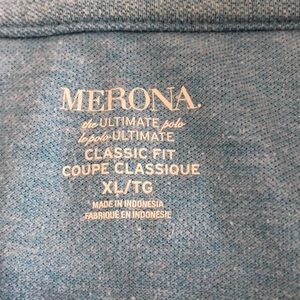 MERONA.
the ULTIMATE polo
le polo ULTIMATE
CLASSIC FIT
COUPE CLASSIQUE
XL/TG
MADE IN INDONESIA
FABRIQUÉ EN INDONÉSIE